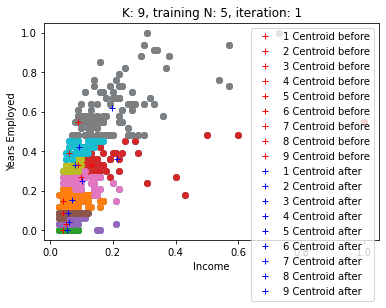 K: 9, training N: 5, iteration: 1
Years Employed
1.0
0.8
0.6
0.4
0.2
0.0
0.0
0.2
0.4
0.6
0.8
1.0
Income
1 Centroid before
2 Centroid before
3 Centroid before
4 Centroid before
5 Centroid before
6 Centroid before
7 Centroid before
8 Centroid before
9 Centroid before
1 Centroid after
2 Centroid after
3 Centroid after
4 Centroid after
5 Centroid after
6 Centroid after
7 Centroid after
8 Centroid after
9 Centroid after